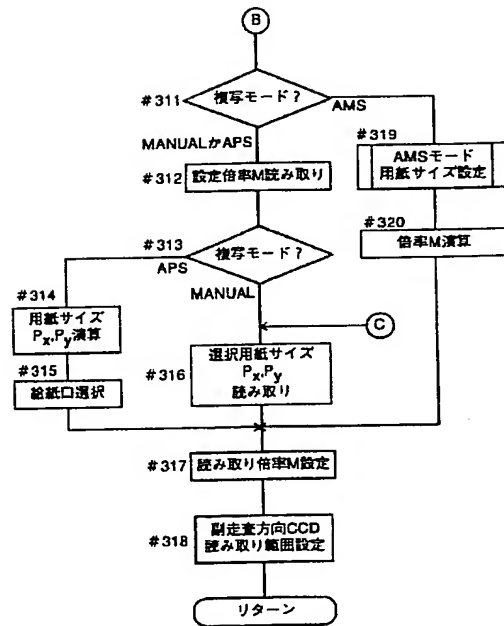 B
#311
複写モード?
AMS
MANUALかAPS
#319
AMSモード
用紙サイズ設定
#312
設定倍率M読み取り
#320
倍率M演算
#313
複写モード?
APS
MANUAL
#314
用紙サイズ
Px,Py演算
C
#315
給紙口選択
#316
選択用紙サイズ
Px,Py
読み取り
#317
読み取り倍率M設定
#318
副走査方向CCD
読み取り範囲設定
リターン